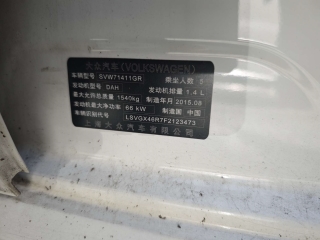 大众汽车(VOLKSWAGEN)
车辆型号 SVW71411GR 乘坐人数 5
发动机型号 DAH 发动机排量 1.4 L
最大允许总质量 1640kg 制造年月 2015.08
发动机最大净功率 66 kW 制造国 中国
车辆识别代号 LSVGX46R7F2123473
上海大众汽车有限公司